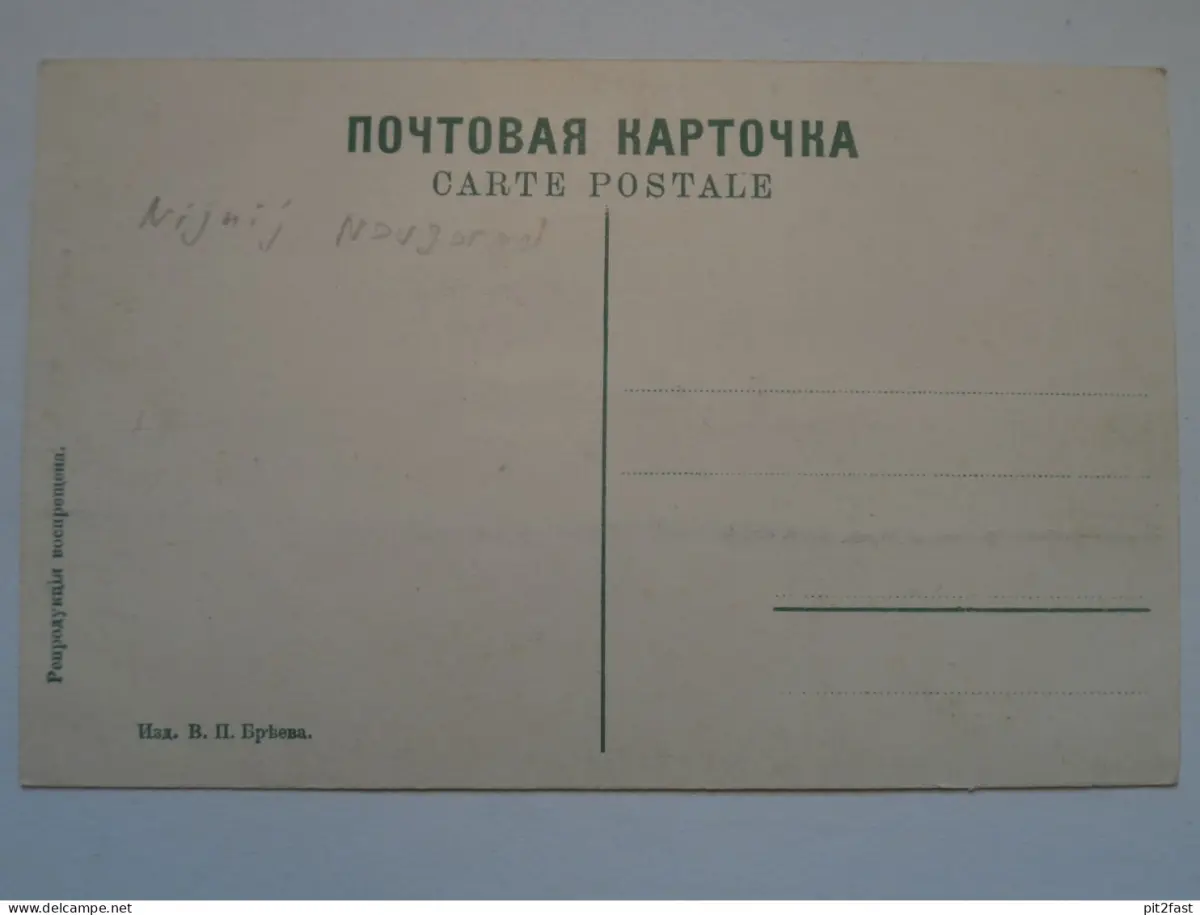 ПОЧТОВАЯ КАРТОЧКА
CARTE POSTALE
Nijnij Novgorod
Репродукція воспрещена.
Изд. В. П. Брѣева.
www.delcampe.net
pit2fast